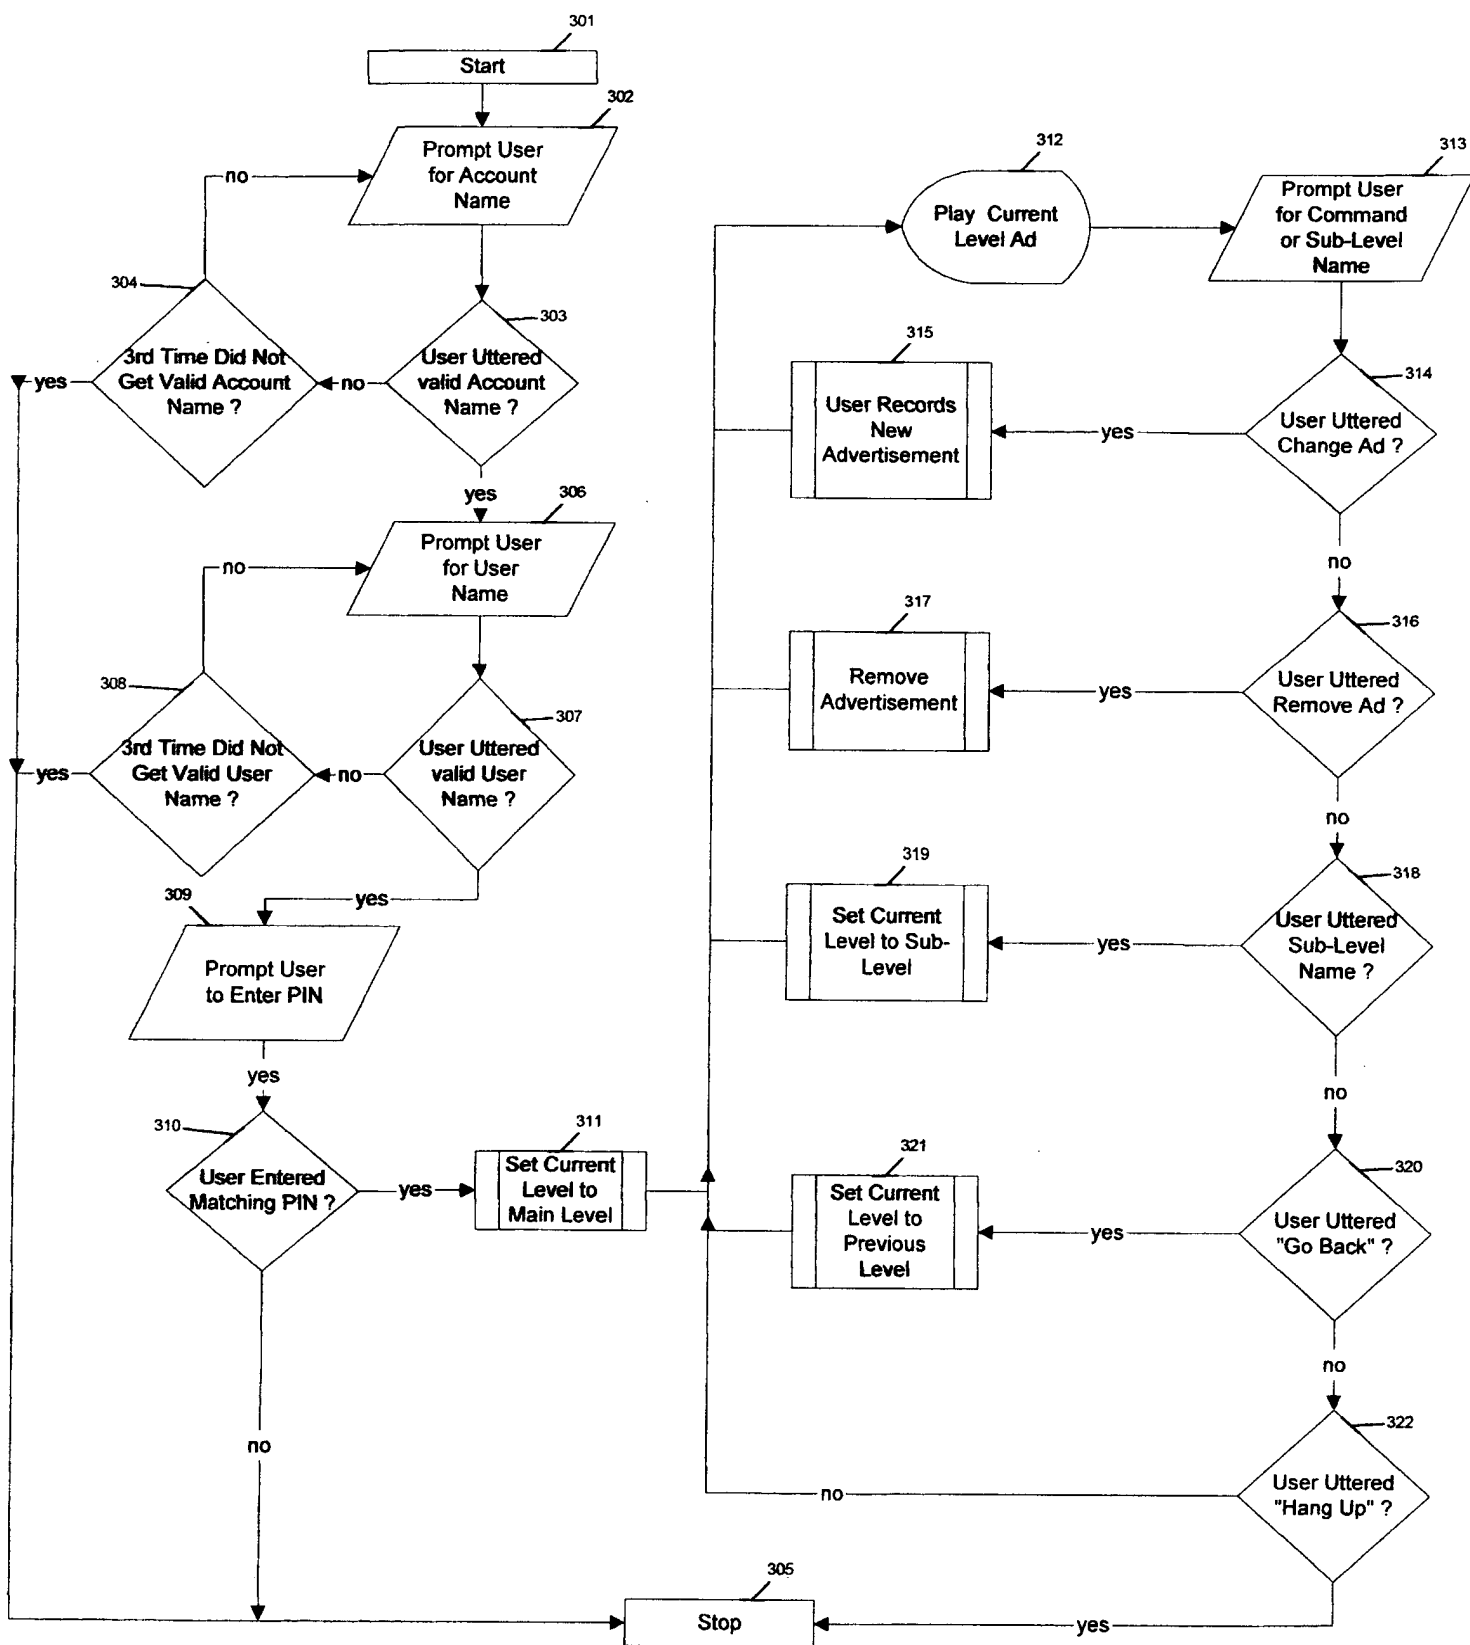 301
Start
302
Prompt User
for Account
Name
no
304
303
3rd Time Did Not
Get Valid Account
Name ?
yes
no
User Uttered
valid Account
Name ?
yes
306
Prompt User
for User
Name
no
308
307
3rd Time Did Not
Get Valid User
Name ?
yes
no
User Uttered
valid User
Name ?
yes
309
Prompt User
to Enter PIN
yes
310
User Entered
Matching PIN ?
yes
311
Set Current
Level to
Main Level
no
312
Play Current
Level Ad
313
Prompt User
for Command
or Sub-Level
Name
314
User Uttered
Change Ad ?
yes
315
User Records
New
Advertisement
no
316
User Uttered
Remove Ad ?
yes
317
Remove
Advertisement
no
318
User Uttered
Sub-Level
Name ?
yes
319
Set Current
Level to Sub-
Level
no
320
User Uttered
"Go Back" ?
yes
321
Set Current
Level to
Previous
Level
no
322
User Uttered
"Hang Up" ?
no
yes
305
Stop